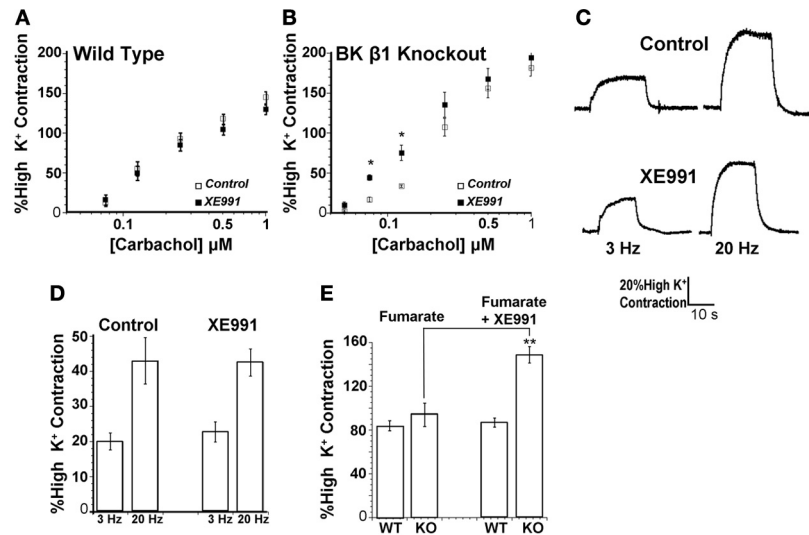 A
Wild Type
%High K⁺ Contraction
200
150
100
50
0
0.1
0.5
1
Control
XE991
[Carbachol] µM
B
BK β1 Knockout
%High K⁺ Contraction
200
150
100
50
0
*
*
0.1
0.5
1
Control
XE991
[Carbachol] µM
C
Control
XE991
3 Hz
20 Hz
20%High K⁺
Contraction
10 s
D
Control
XE991
%High K⁺ Contraction
50
40
30
20
10
0
3 Hz
20 Hz
3 Hz
20 Hz
E
Fumarate
Fumarate
+ XE991
**
%High K⁺ Contraction
160
120
80
40
0
WT
KO
WT
KO